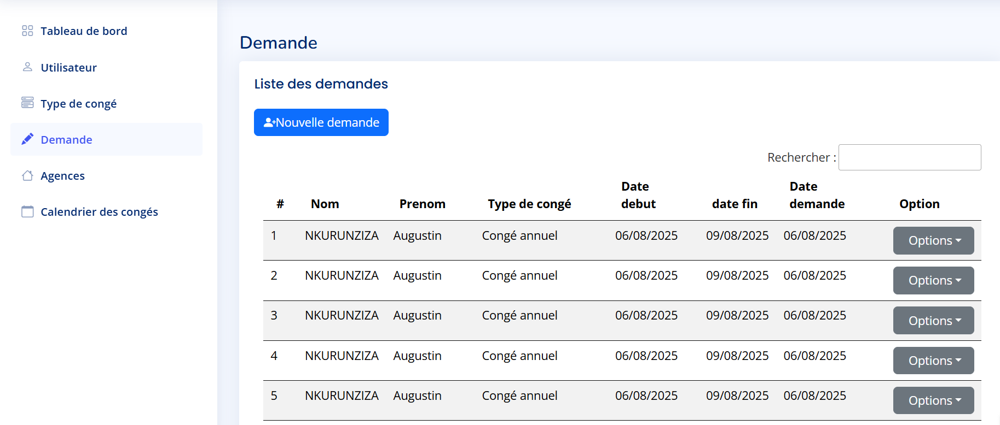 Tableau de bord
Utilisateur
Type de congé
Demande
Agences
Calendrier des congés
Demande
Liste des demandes
Nouvelle demande
Rechercher :
# Nom Prenom Type de congé Date debut date fin Date demande Option
1 NKURUNZIZA Augustin Congé annuel 06/08/2025 09/08/2025 06/08/2025 Options
2 NKURUNZIZA Augustin Congé annuel 06/08/2025 09/08/2025 06/08/2025 Options
3 NKURUNZIZA Augustin Congé annuel 06/08/2025 09/08/2025 06/08/2025 Options
4 NKURUNZIZA Augustin Congé annuel 06/08/2025 09/08/2025 06/08/2025 Options
5 NKURUNZIZA Augustin Congé annuel 06/08/2025 09/08/2025 06/08/2025 Options